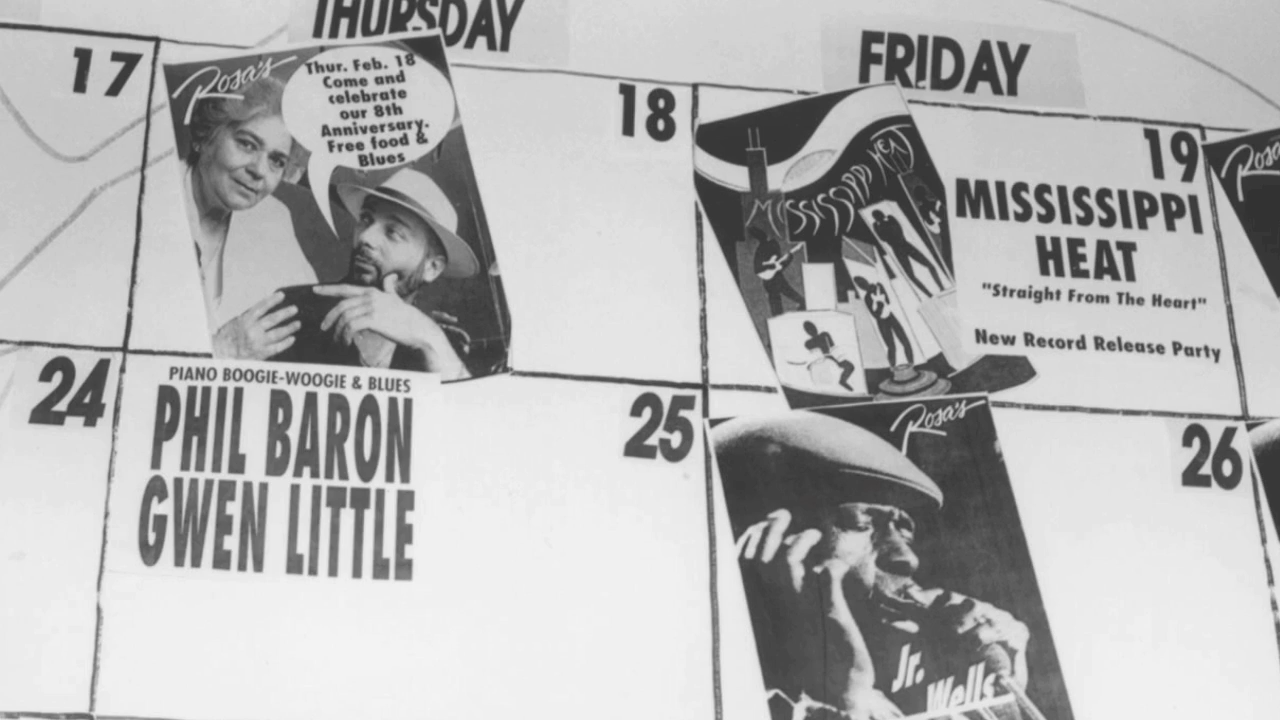 THURSDAY
FRIDAY
17
Rosa's
Thur. Feb. 18
Come and
celebrate
our 8th
Anniversary.
Free food &
Blues
18
MISSISSIPPI HEAT
19
MISSISSIPPI
HEAT
"Straight From The Heart"
New Record Release Party
24
PIANO BOOGIE-WOOGIE & BLUES
PHIL BARON
GWEN LITTLE
25
Rosa's
Jr.
Wells
26